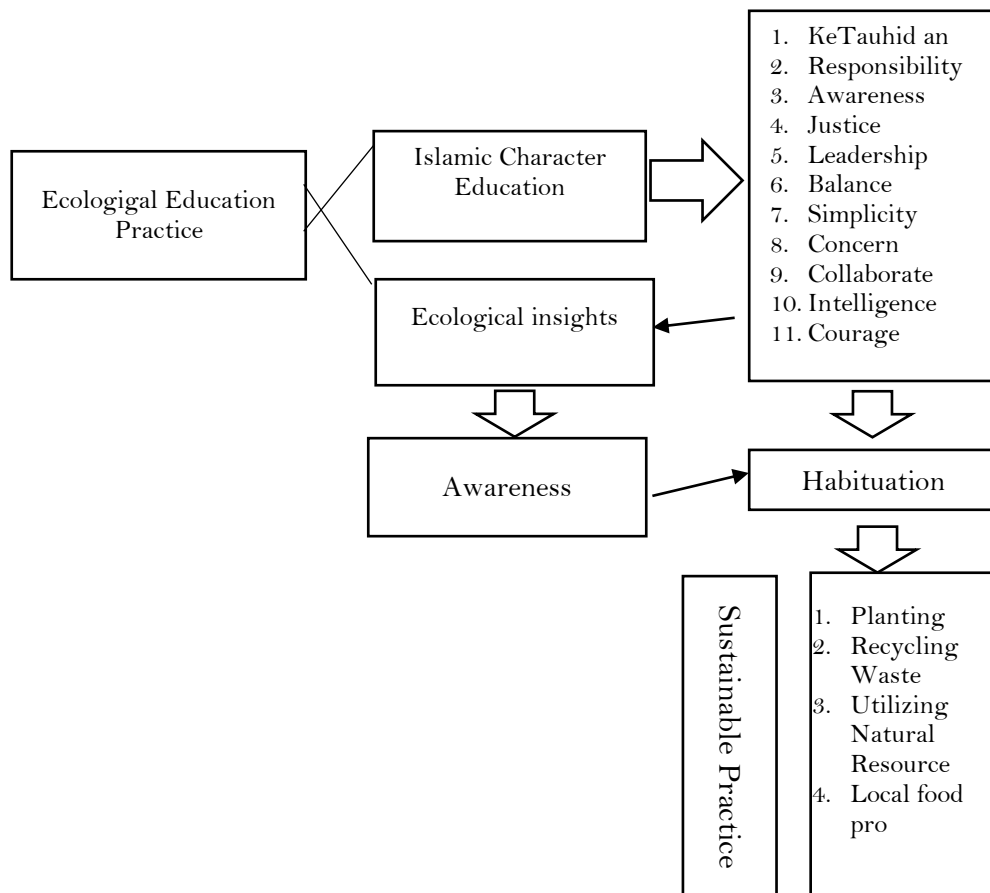 Ecologigal Education
Practice
Islamic Character
Education
1. KeTauhid an
2. Responsibility
3. Awareness
4. Justice
5. Leadership
6. Balance
7. Simplicity
8. Concern
9. Collaborate
10. Intelligence
11. Courage
Ecological insights
Awareness
Habituation
Sustainable Practice
1. Planting
2. Recycling
Waste
3. Utilizing
Natural
Resource
4. Local food
pro